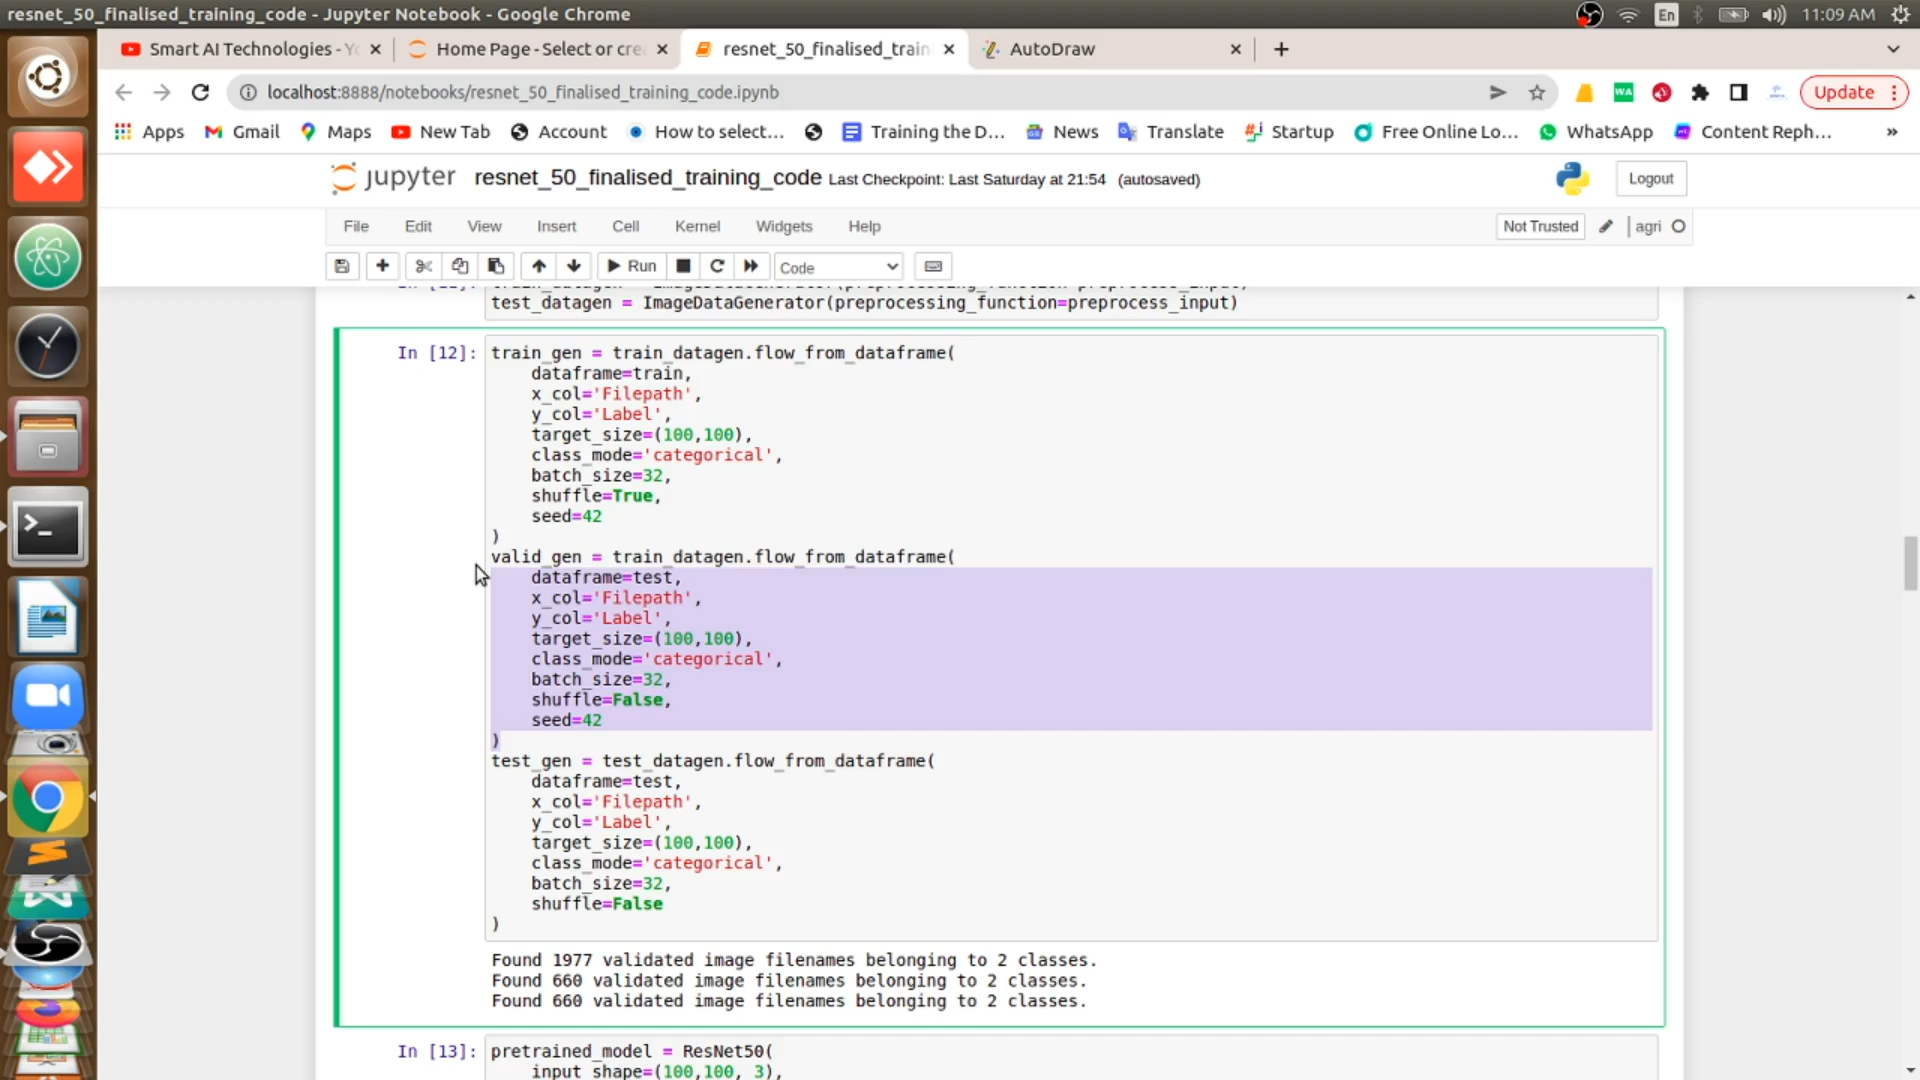 resnet_50_finalised_training_code - Jupyter Notebook - Google Chrome
En
11:09 AM
Smart AI Technologies - Yo
Home Page - Select or crea
resnet_50_finalised_train
AutoDraw
localhost:8888/notebooks/resnet_50_finalised_training_code.ipynb
WA
Update
Apps
Gmail
Maps
New Tab
Account
How to select...
Training the D...
News
Translate
Startup
Free Online Lo...
WhatsApp
Content Reph...
»
jupyter
resnet_50_finalised_training_code Last Checkpoint: Last Saturday at 21:54 (autosaved)
Logout
File Edit View Insert Cell Kernel Widgets Help
Not Trusted
agri
Run
Code
test_datagen = ImageDataGenerator(preprocessing_function=preprocess_input)
In [12]:
train_gen = train_datagen.flow_from_dataframe(
dataframe=train,
x_col='Filepath',
y_col='Label',
target_size=(100,100),
class_mode='categorical',
batch_size=32,
shuffle=True,
seed=42
)
valid_gen = train_datagen.flow_from_dataframe(
dataframe=test,
x_col='Filepath',
y_col='Label',
target_size=(100,100),
class_mode='categorical',
batch_size=32,
shuffle=False,
seed=42
)
test_gen = test_datagen.flow_from_dataframe(
dataframe=test,
x_col='Filepath',
y_col='Label',
target_size=(100,100),
class_mode='categorical',
batch_size=32,
shuffle=False
)
Found 1977 validated image filenames belonging to 2 classes.
Found 660 validated image filenames belonging to 2 classes.
Found 660 validated image filenames belonging to 2 classes.
In [13]:
pretrained_model = ResNet50(
input_shape=(100,100, 3),